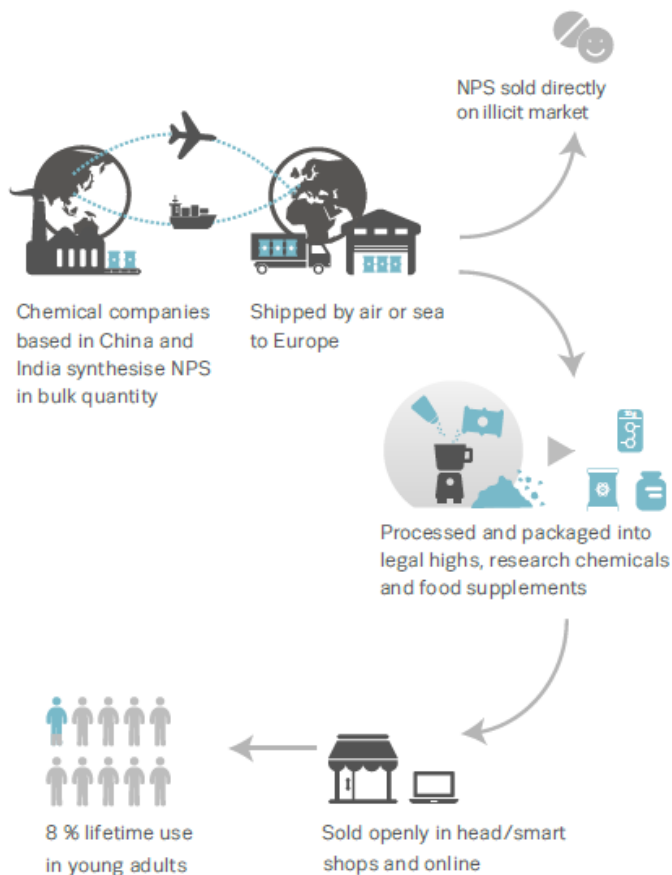 NPS sold directly
on illicit market
Chemical companies
based in China and
India synthesise NPS
in bulk quantity
Shipped by air or sea
to Europe
Processed and packaged into
legal highs, research chemicals
and food supplements
8 % lifetime use
in young adults
Sold openly in head/smart
shops and online